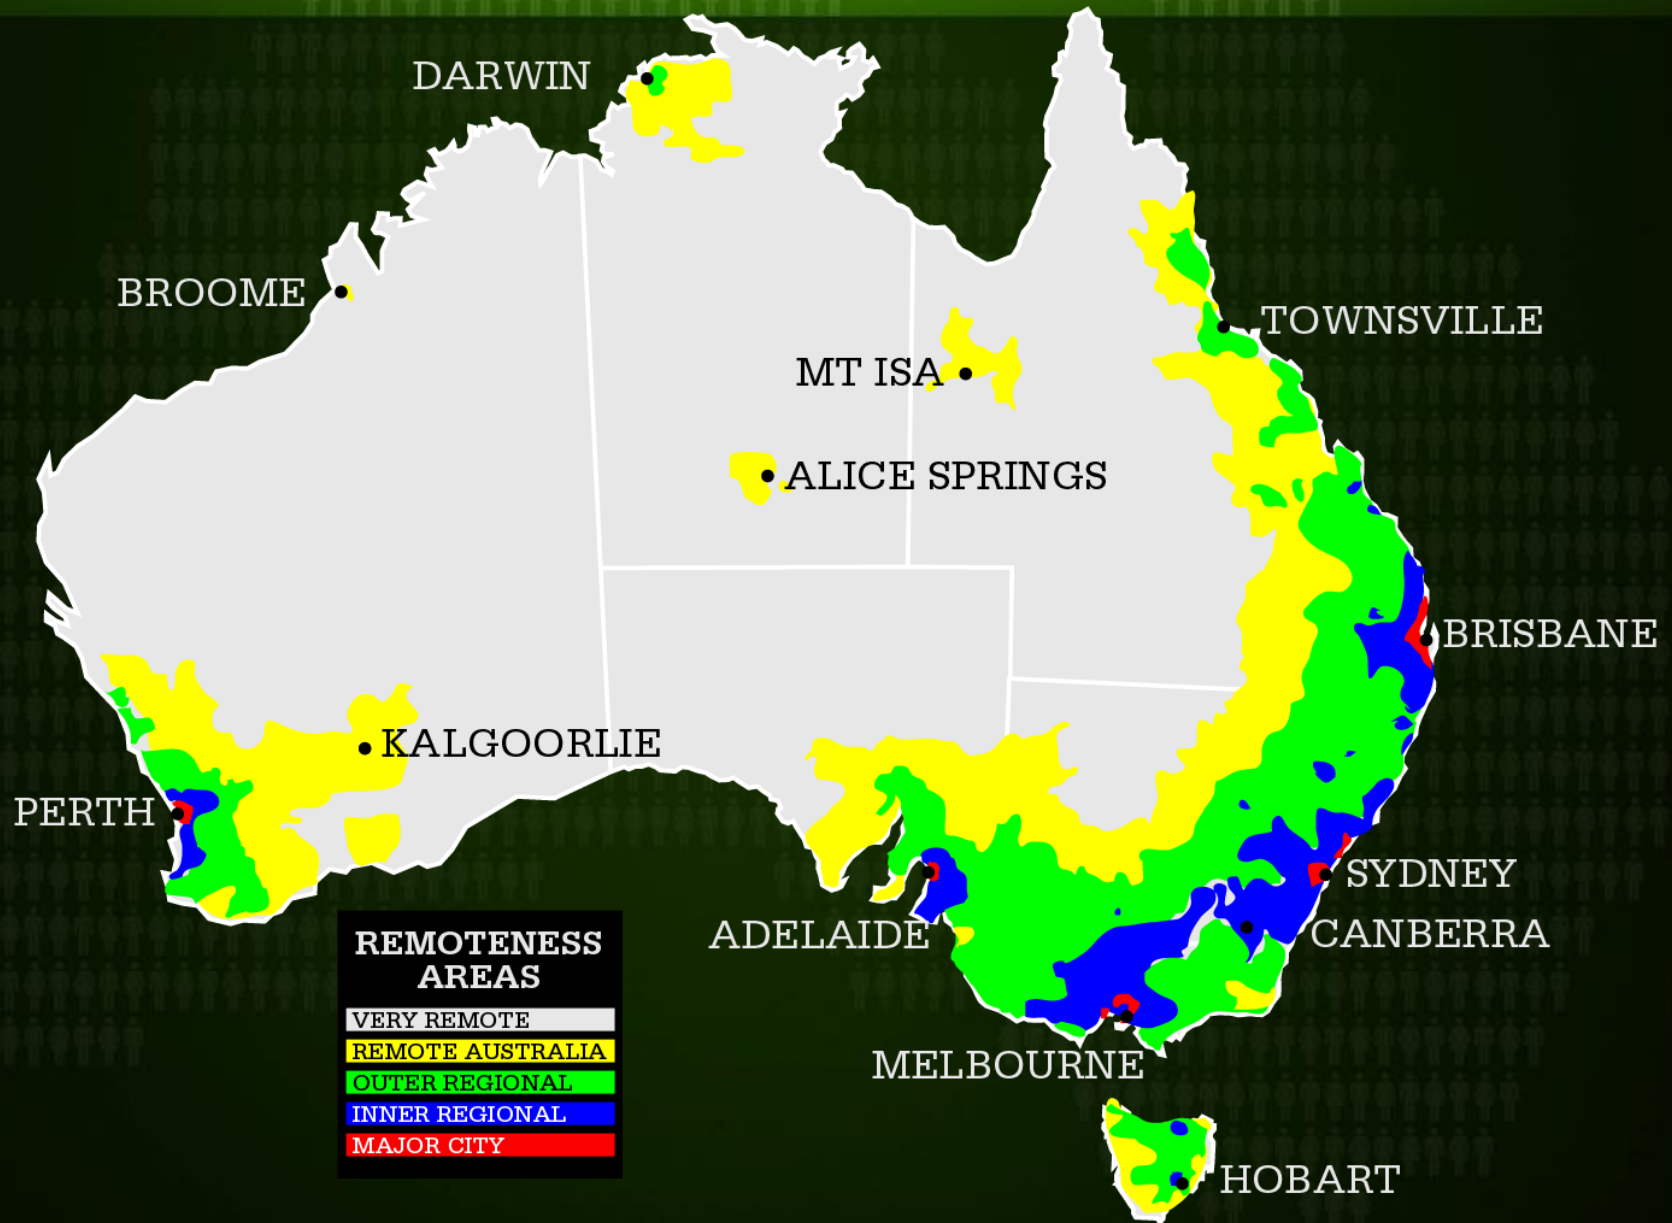 DARWIN
BROOME
TOWNSVILLE
MT ISA
ALICE SPRINGS
BRISBANE
KALGOORLIE
PERTH
SYDNEY
ADELAIDE
CANBERRA
MELBOURNE
HOBART
REMOTENESS
AREAS
VERY REMOTE
REMOTE AUSTRALIA
OUTER REGIONAL
INNER REGIONAL
MAJOR CITY